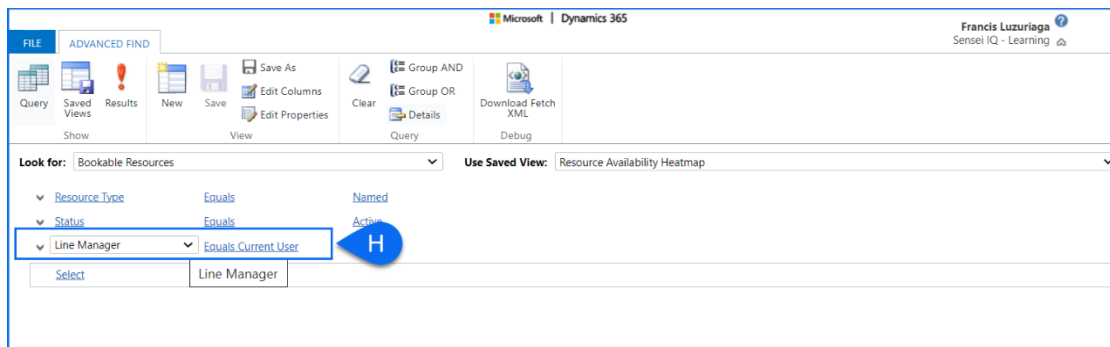 Microsoft | Dynamics 365
Francis Luzuriaga ?
Sensei IQ - Learning
FILE ADVANCED FIND
Query
Saved Views
Results
New
Save
Save As
Edit Columns
Edit Properties
Clear
Group AND
Group OR
Details
Download Fetch XML
Show View Query Debug
Look for: Bookable Resources Use Saved View: Resource Availability Heatmap
Resource Type Equals Named
Status Equals Active
Line Manager Equals Current User H
Select Line Manager